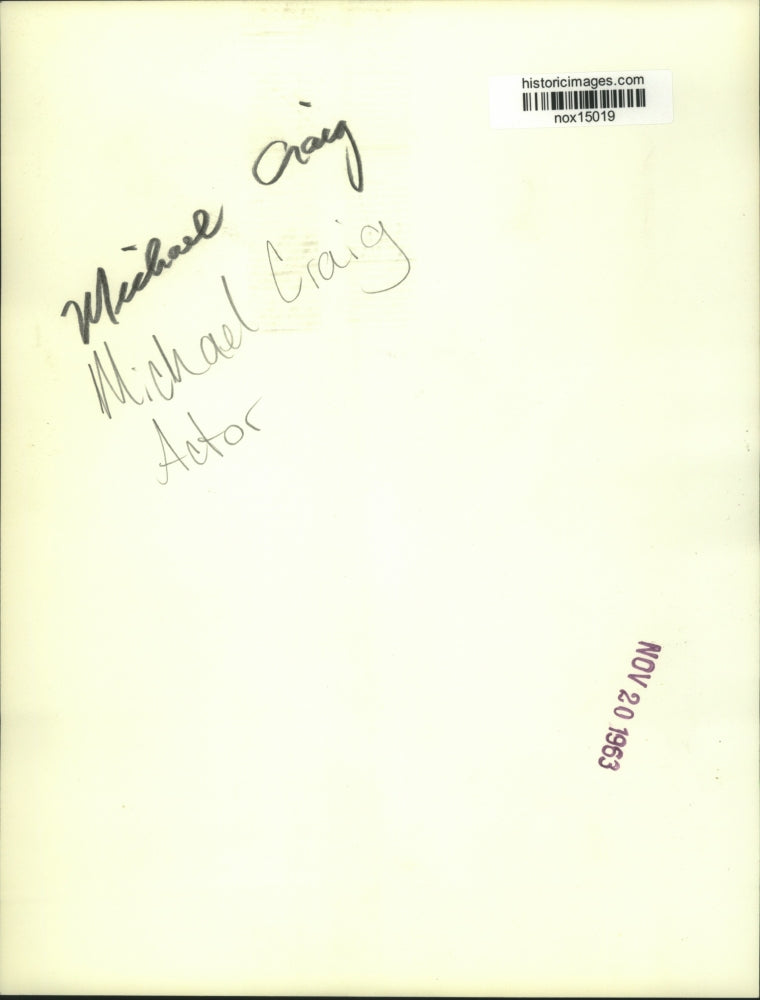 historicimages.com
nox15019
Michael Craig
Michael Craig
Actor
NOV 20 1963